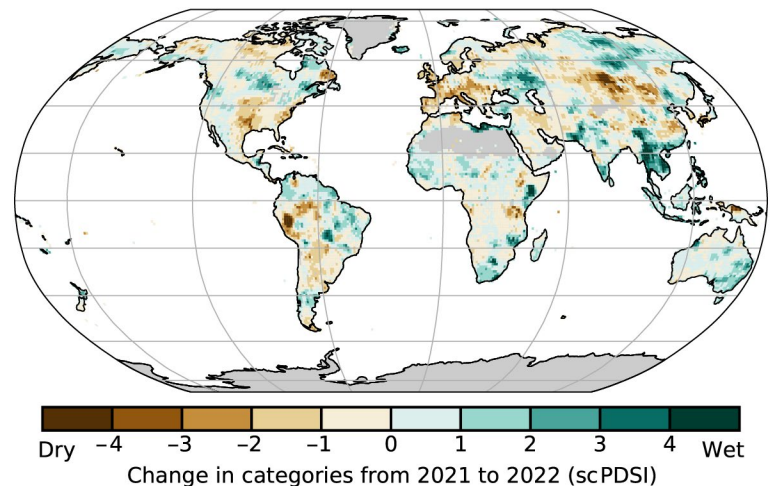 Dry −4 −3 −2 −1 0 1 2 3 4 Wet
Change in categories from 2021 to 2022 (scPDSI)